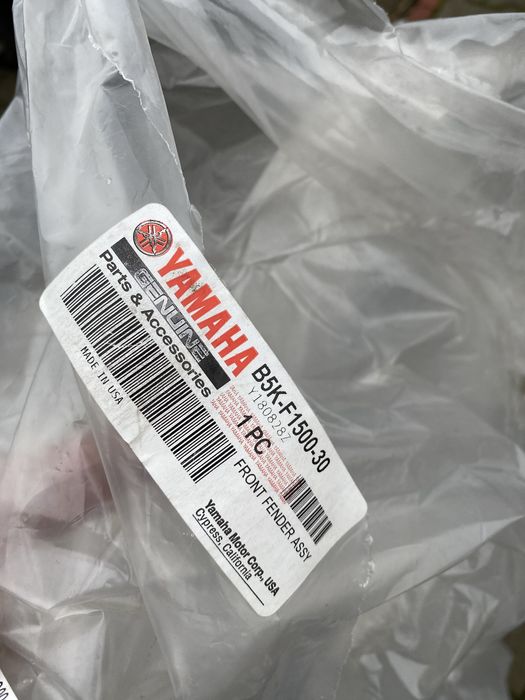 YAMAHA
GENUINE
Parts & Accessories
MADE IN USA
B5K-F1500-30
Y180828Z
1 PC
FRONT FENDER ASSY
Yamaha Motor Corp., USA
Cypress, California